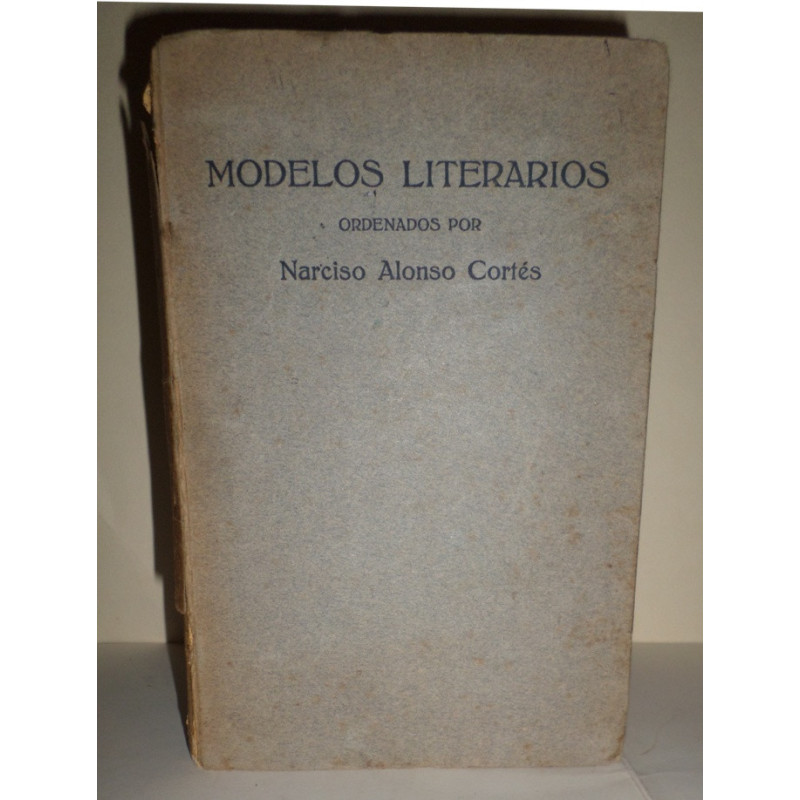 MODELOS LITERARIOS
ORDENADOS POR
Narciso Alonso Cortés